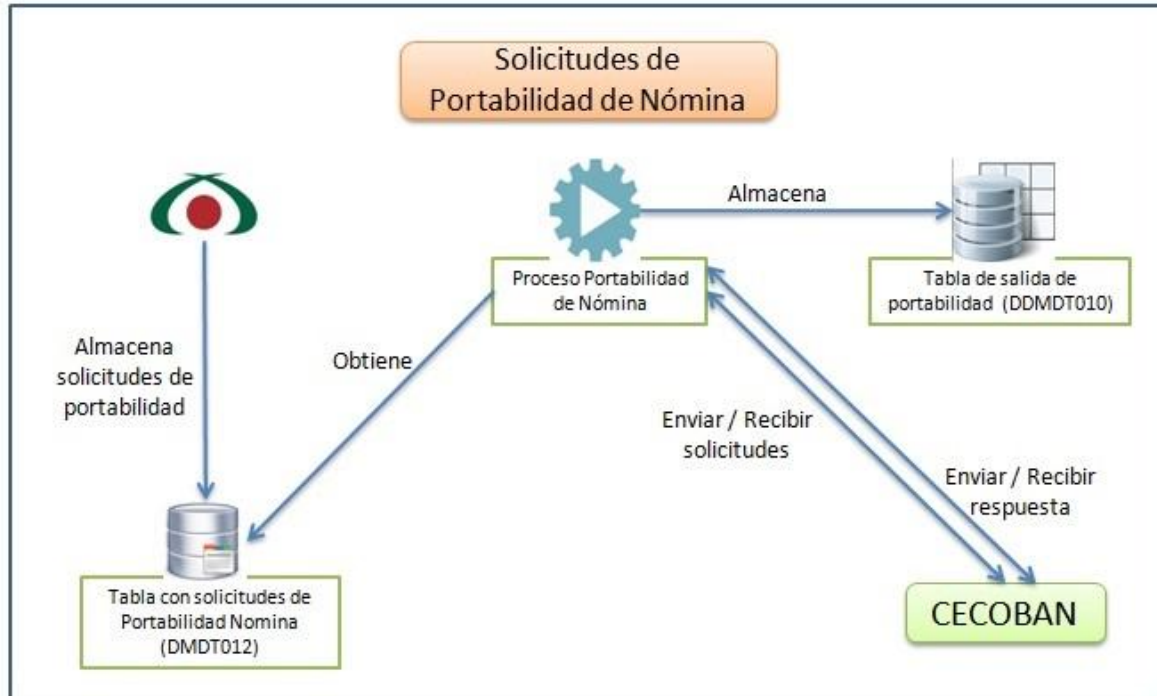 Solicitudes de
Portabilidad de Nómina
Almacena
Proceso Portabilidad
de Nómina
Tabla de salida de
portabilidad (DDMDT010)
Almacena
solicitudes de
portabilidad
Obtiene
Enviar / Recibir
solicitudes
Enviar / Recibir
respuesta
Tabla con solicitudes de
Portabilidad Nomina
(DMDT012)
CECOBAN